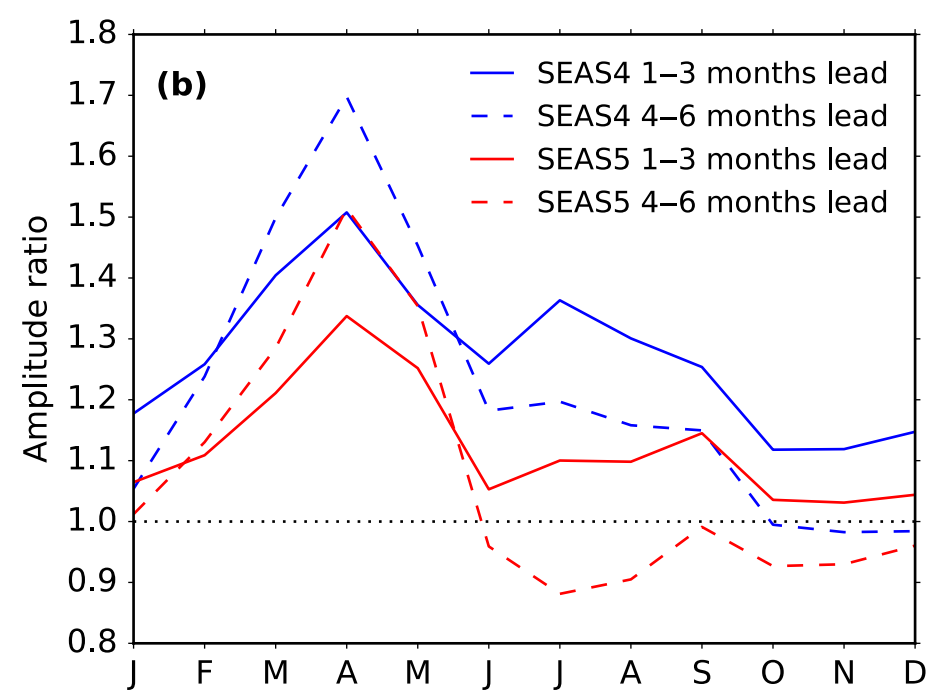 (b)
SEAS4 1–3 months lead
SEAS4 4–6 months lead
SEAS5 1–3 months lead
SEAS5 4–6 months lead
Amplitude ratio
1.8
1.7
1.6
1.5
1.4
1.3
1.2
1.1
1.0
0.9
0.8
J F M A M J J A S O N D